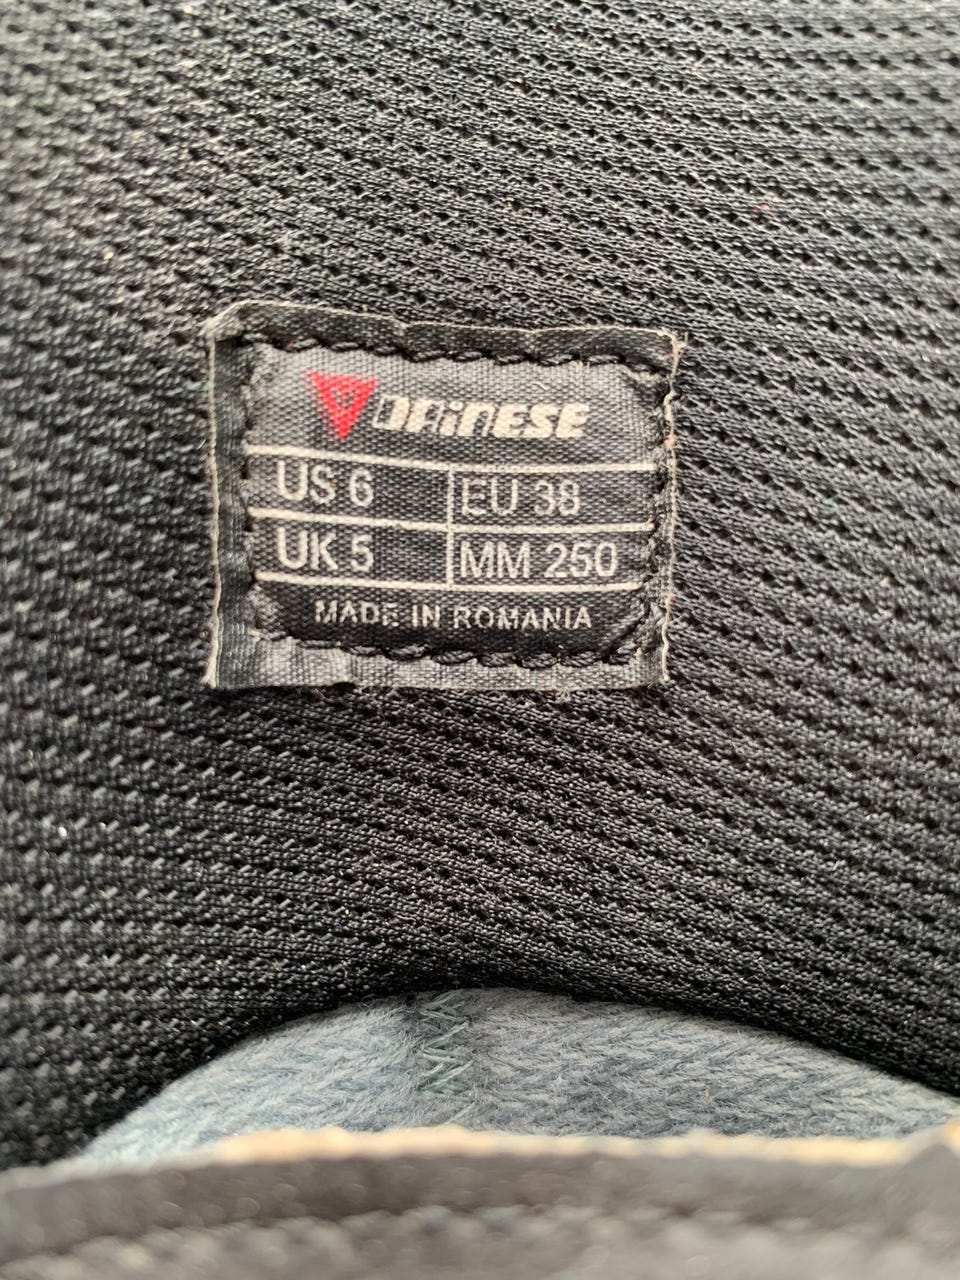 DAINESE
US 6 EU 38
UK 5 MM 250
MADE IN ROMANIA